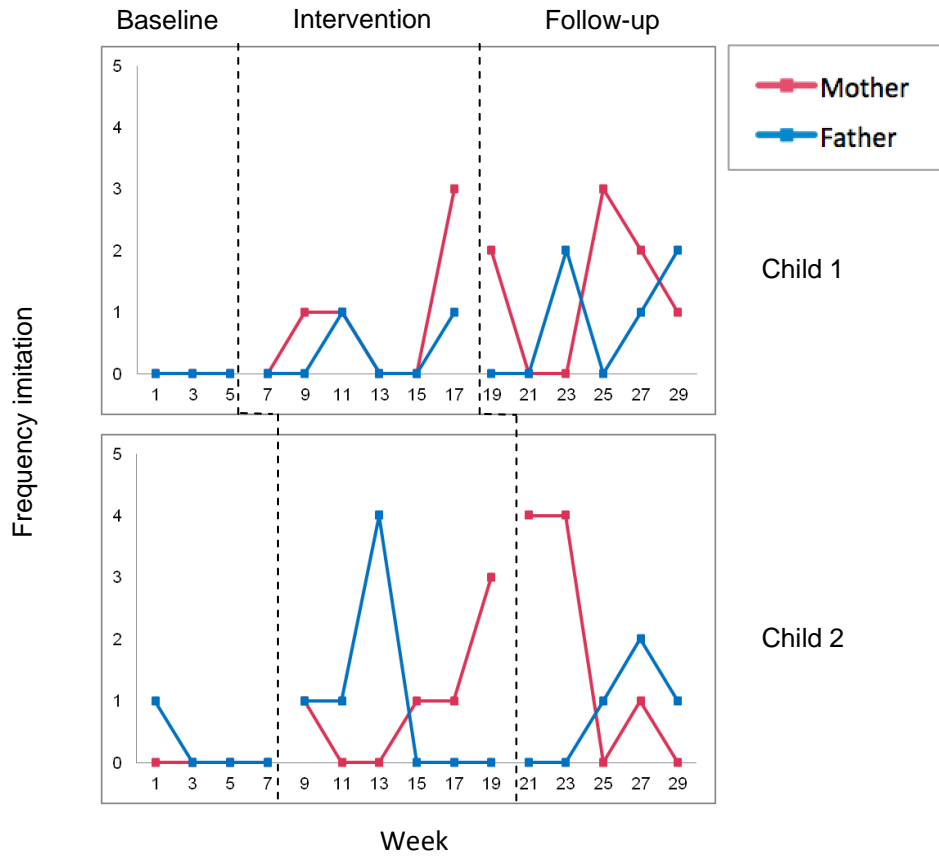 Baseline Intervention Follow-up
5
4
3
2
1
0
1 3 5 7 9 11 13 15 17 19 21 23 25 27 29
Mother
Father
Child 1
Frequency imitation
5
4
3
2
1
0
1 3 5 7 9 11 13 15 17 19 21 23 25 27 29
Child 2
Week